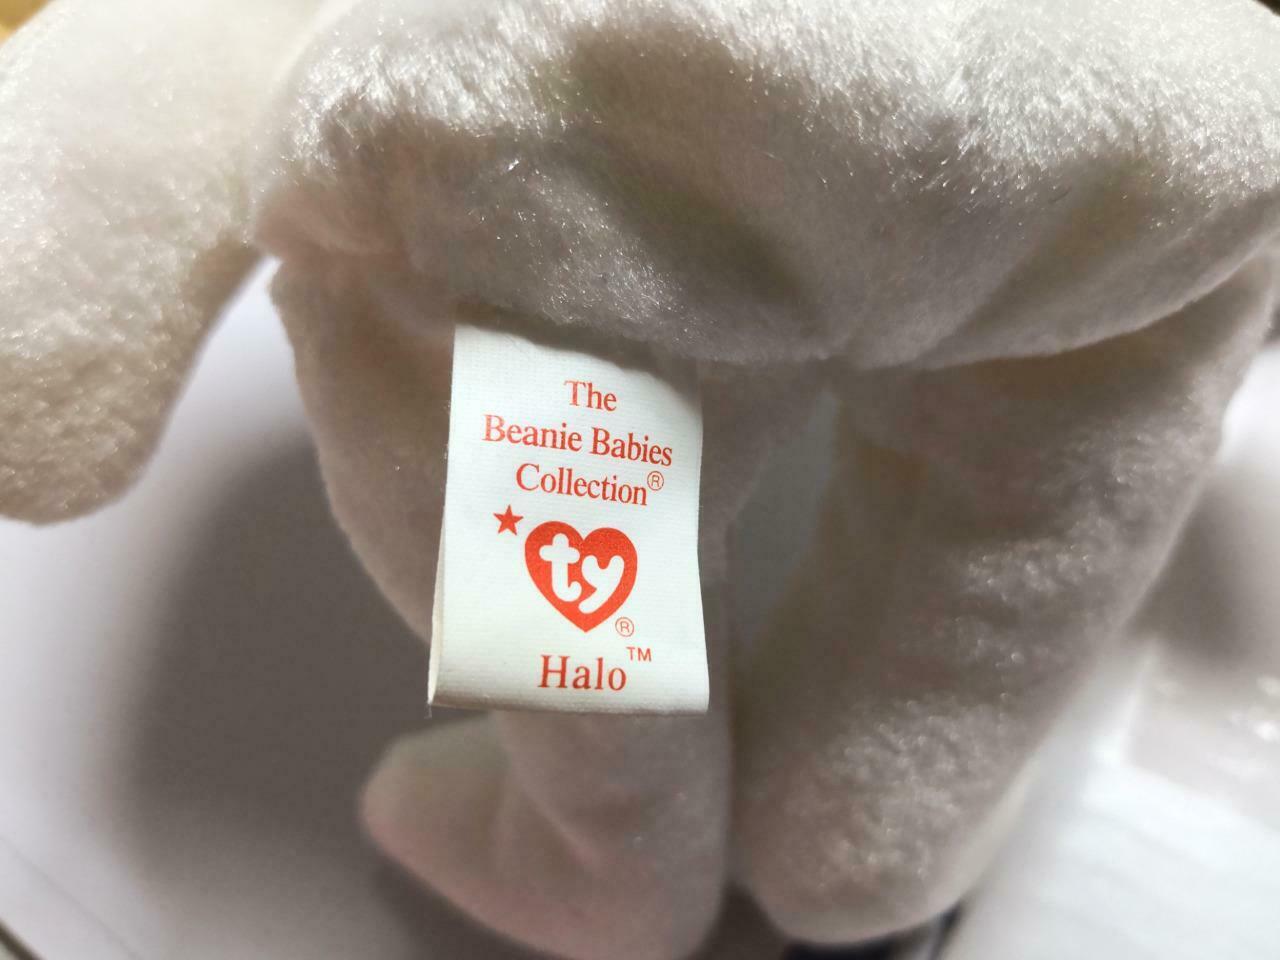 The
Beanie Babies
Collection®
ty®
Halo™